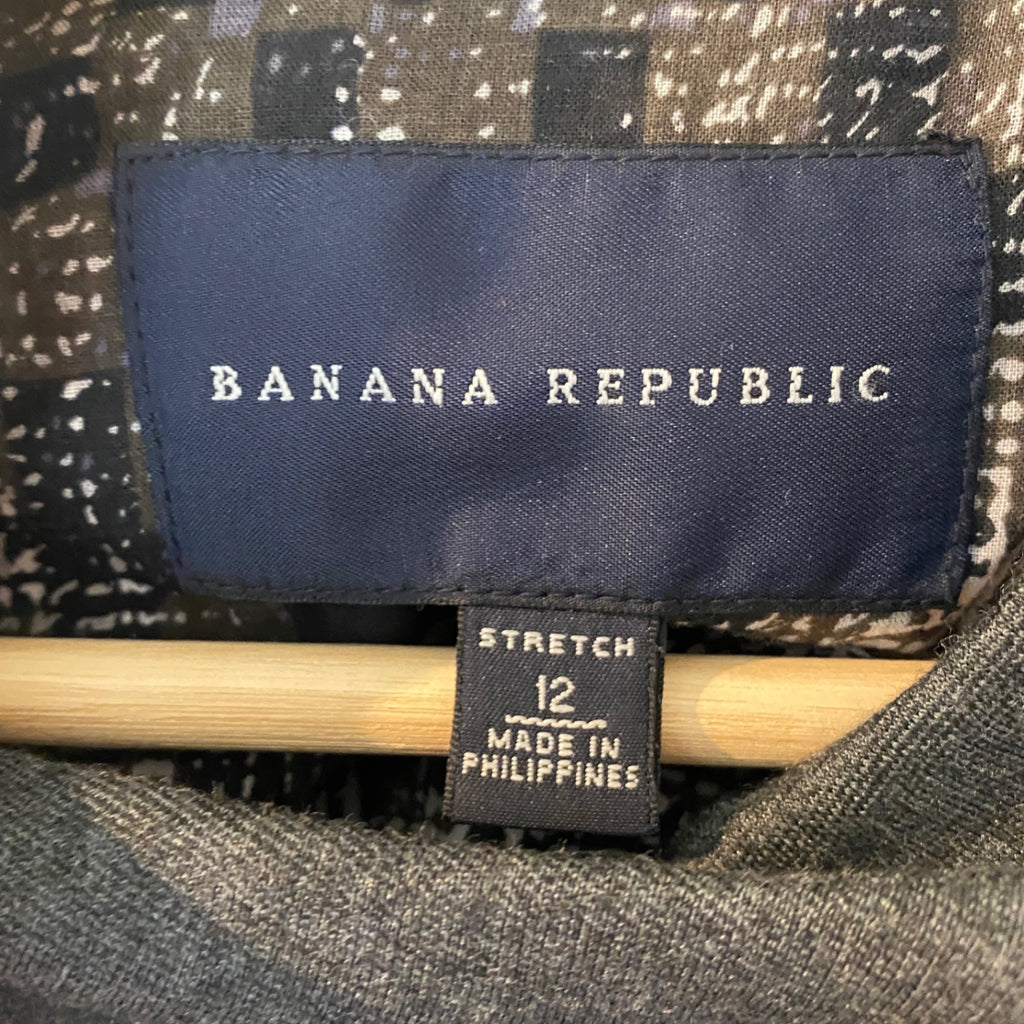 BANANA REPUBLIC
STRETCH
12
MADE IN
PHILIPPINES